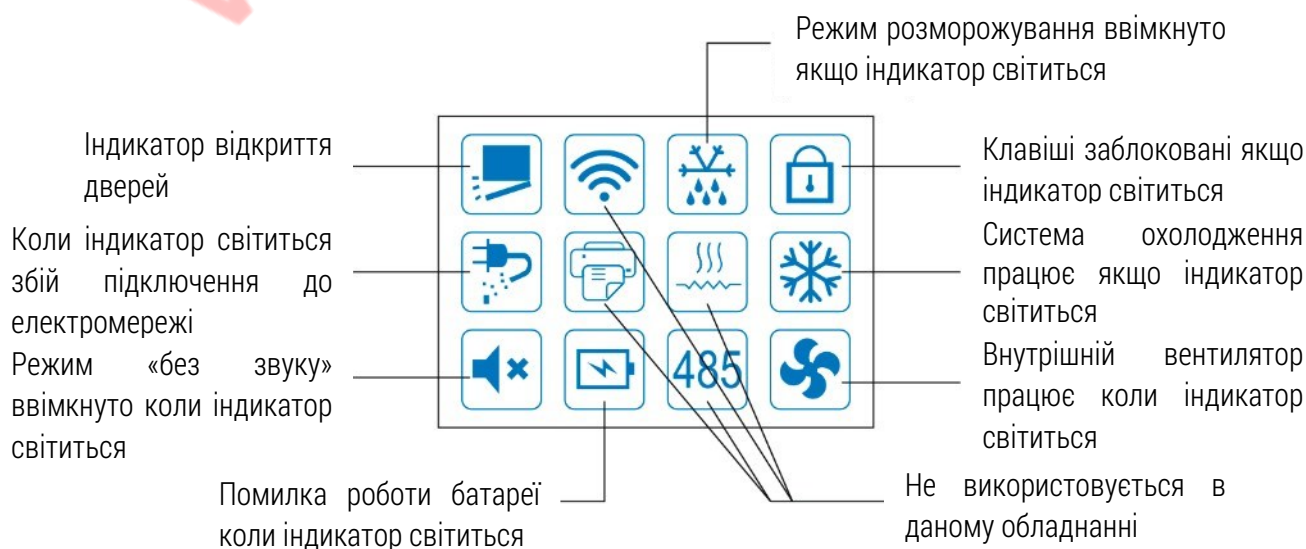 Режим розморожування ввімкнуто
якщо індикатор світиться
Індикатор відкриття
дверей
Клавіші заблоковані якщо
індикатор світиться
Коли індикатор світиться
збій підключення до
електромережі
Система охолодження
працює якщо індикатор
світиться
Режим «без звуку»
ввімкнуто коли індикатор
світиться
485
Внутрішній вентилятор
працює коли індикатор
світиться
Помилка роботи батареї
коли індикатор світиться
Не використовується в
даному обладнанні